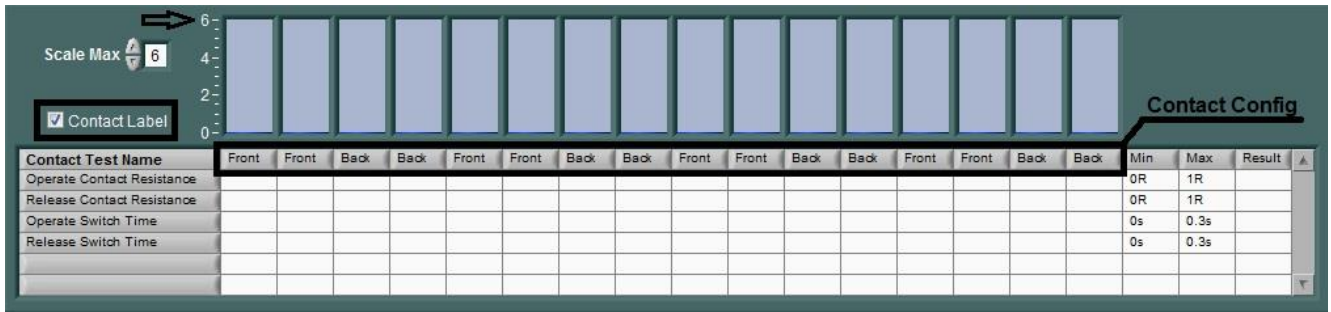 6
Scale Max 6
4
2
Contact Label
Contact Config
0
Contact Test Name Front Front Back Back Front Front Back Back Front Front Back Back Front Front Back Back Min Max Result
Operate Contact Resistance 0R 1R
Release Contact Resistance 0R 1R
Operate Switch Time 0s 0.3s
Release Switch Time 0s 0.3s